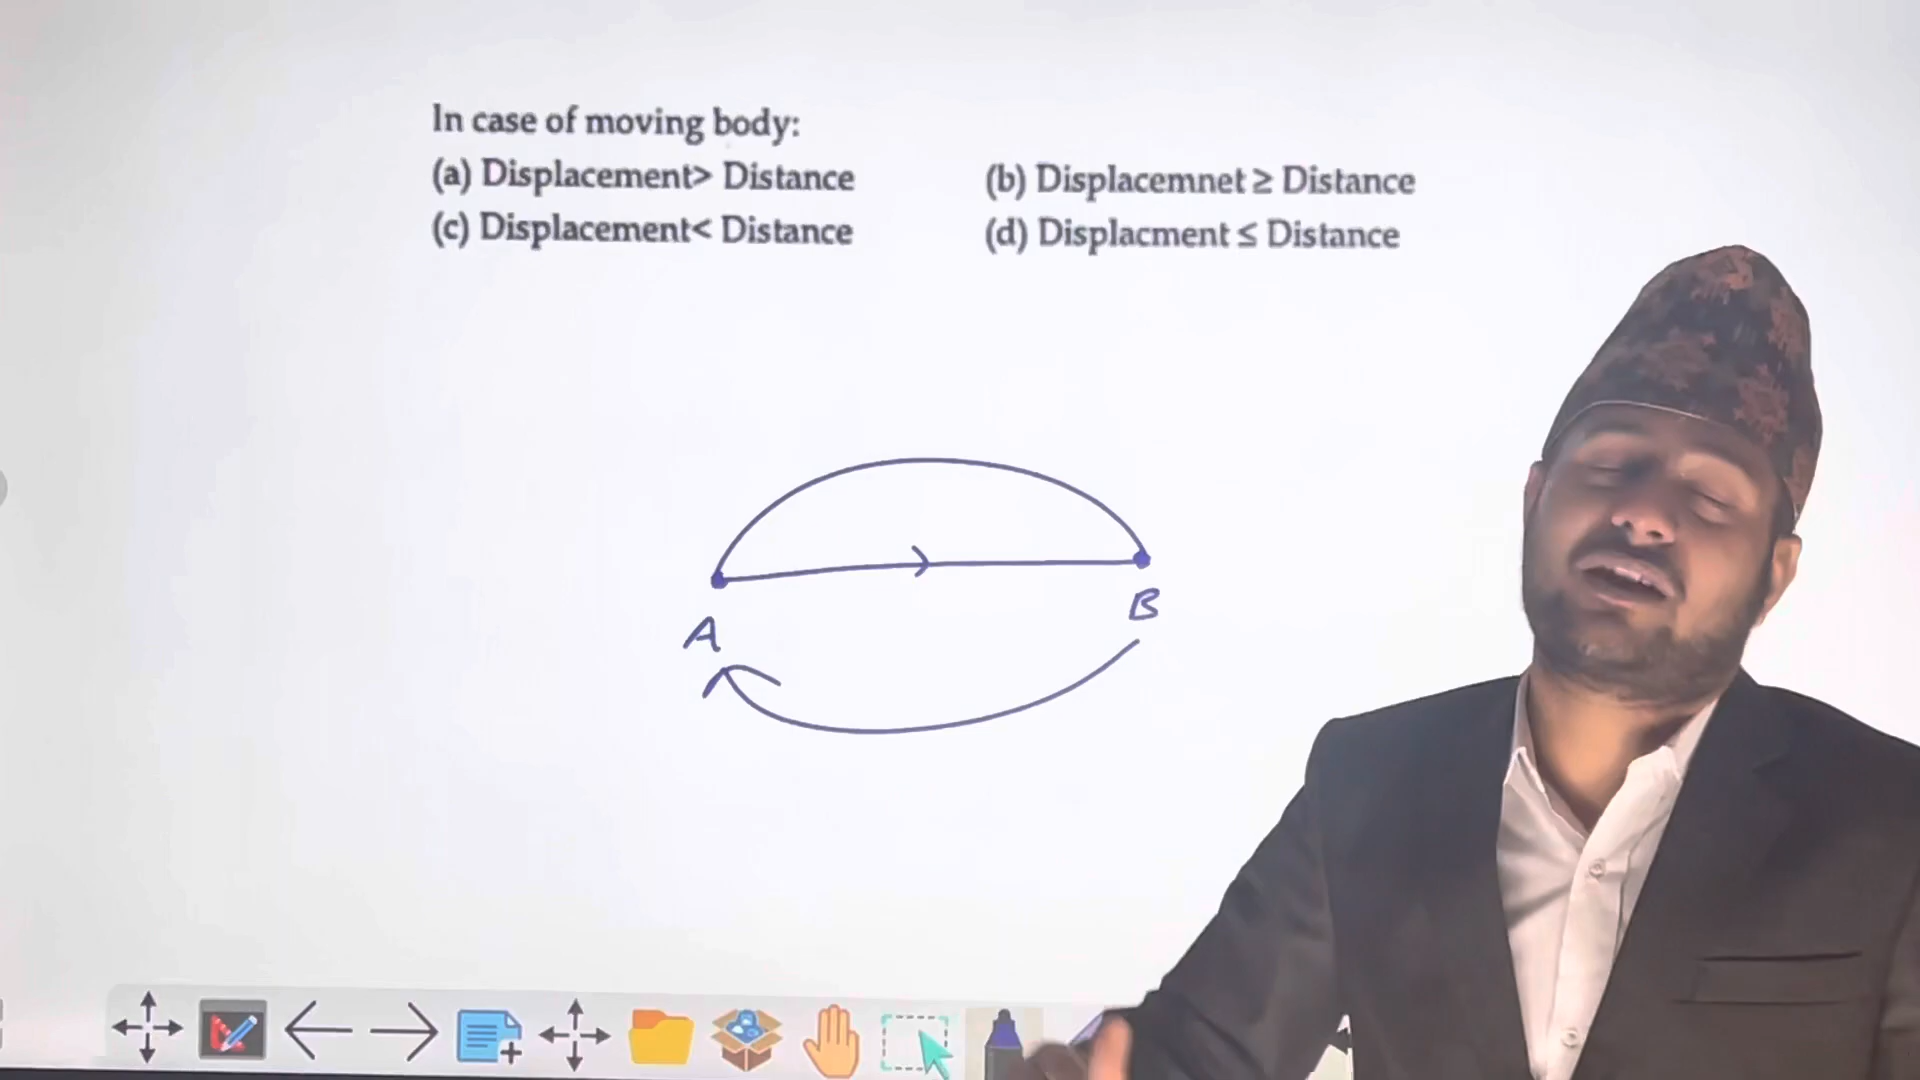 In case of moving body:
(a) Displacement> Distance (b) Displacemnet ≥ Distance
(c) Displacement< Distance (d) Displacment ≤ Distance
A B